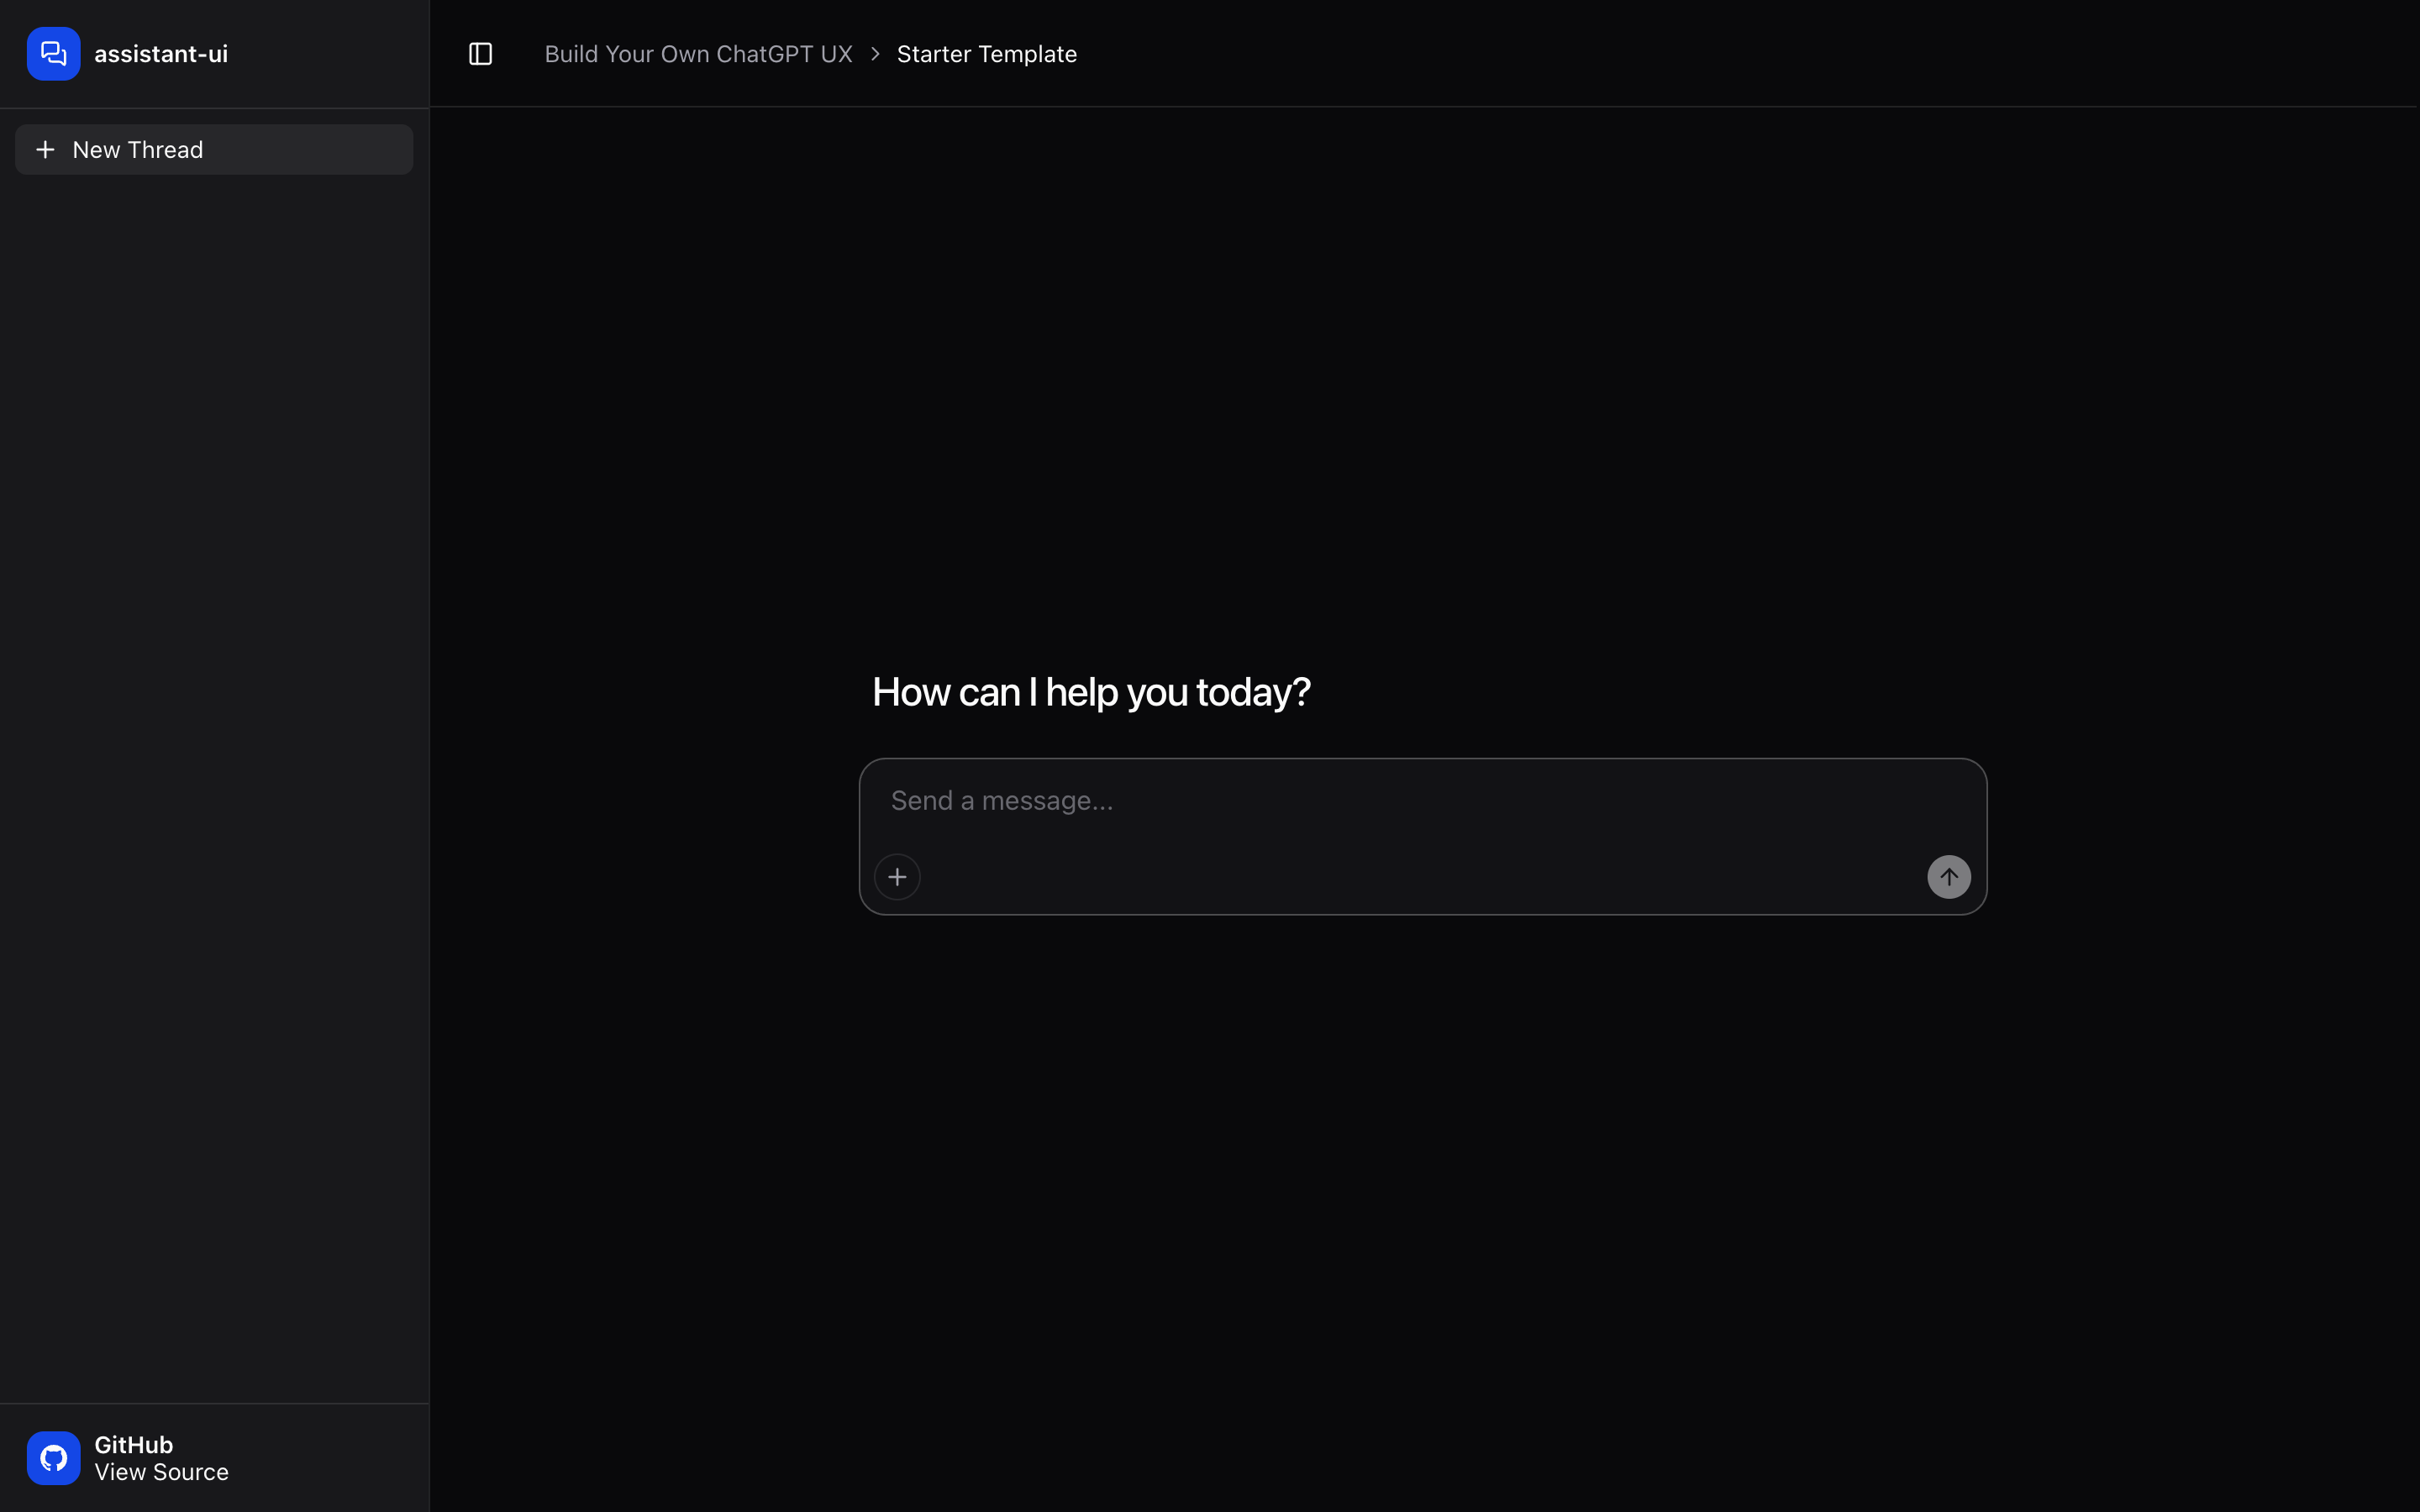 assistant-ui
New Thread
Build Your Own ChatGPT UX
Starter Template
How can I help you today?
Send a message...
GitHub
View Source